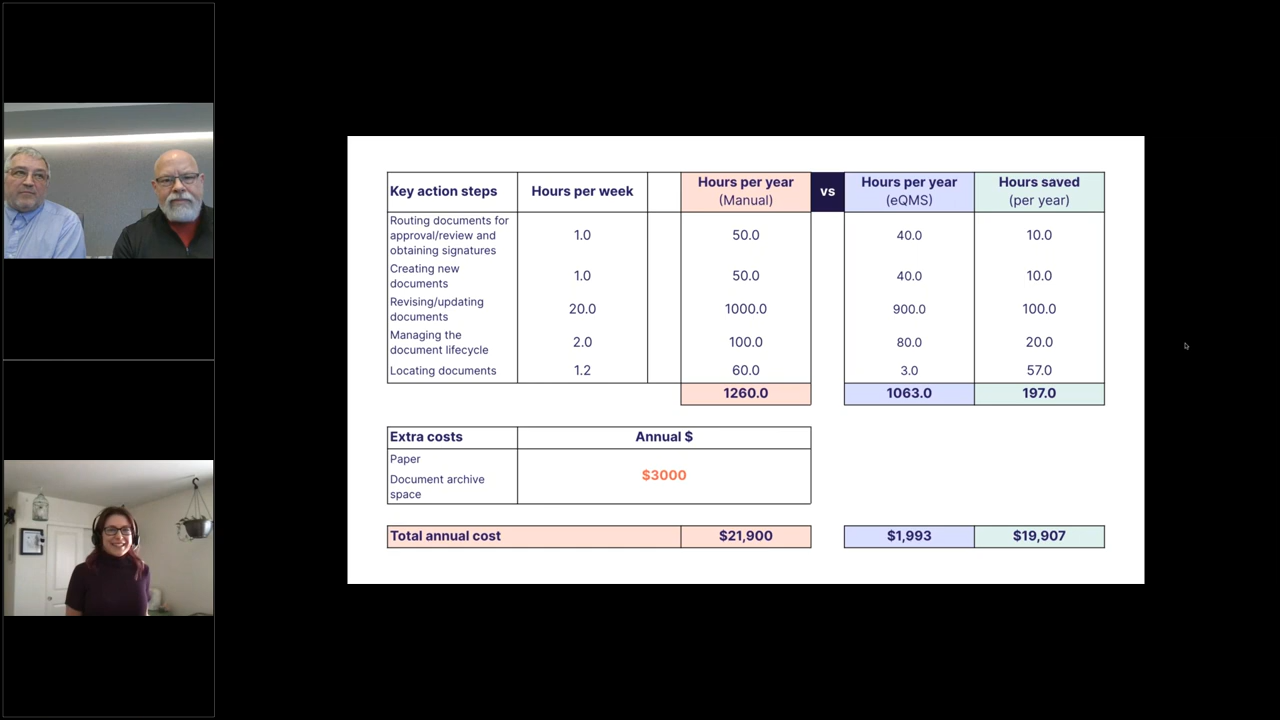 Key action steps
Hours per week
Hours per year
(Manual)
vs
Hours per year
(eQMS)
Hours saved
(per year)
Routing documents for
approval/review and
obtaining signatures
1.0
50.0
40.0
10.0
Creating new
documents
1.0
50.0
40.0
10.0
Revising/updating
documents
20.0
1000.0
900.0
100.0
Managing the
document lifecycle
2.0
100.0
80.0
20.0
Locating documents
1.2
60.0
3.0
57.0
1260.0
1063.0
197.0
Extra costs
Annual $
Paper
Document archive
space
$3000
Total annual cost
$21,900
$1,993
$19,907